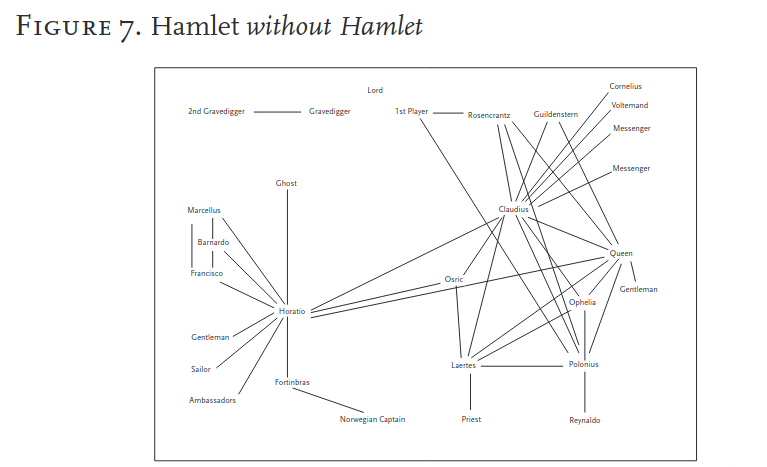 FIGURE 7. Hamlet without Hamlet
Lord
Cornelius
Voltemand
2nd Gravedigger
Gravedigger
1st Player
Rosencrantz
Guildenstern
Messenger
Messenger
Ghost
Marcellus
Claudius
Barnardo
Queen
Francisco
Osric
Gentleman
Ophelia
Horatio
Gentleman
Laertes
Polonius
Sailor
Fortinbras
Ambassadors
Norwegian Captain
Priest
Reynaldo